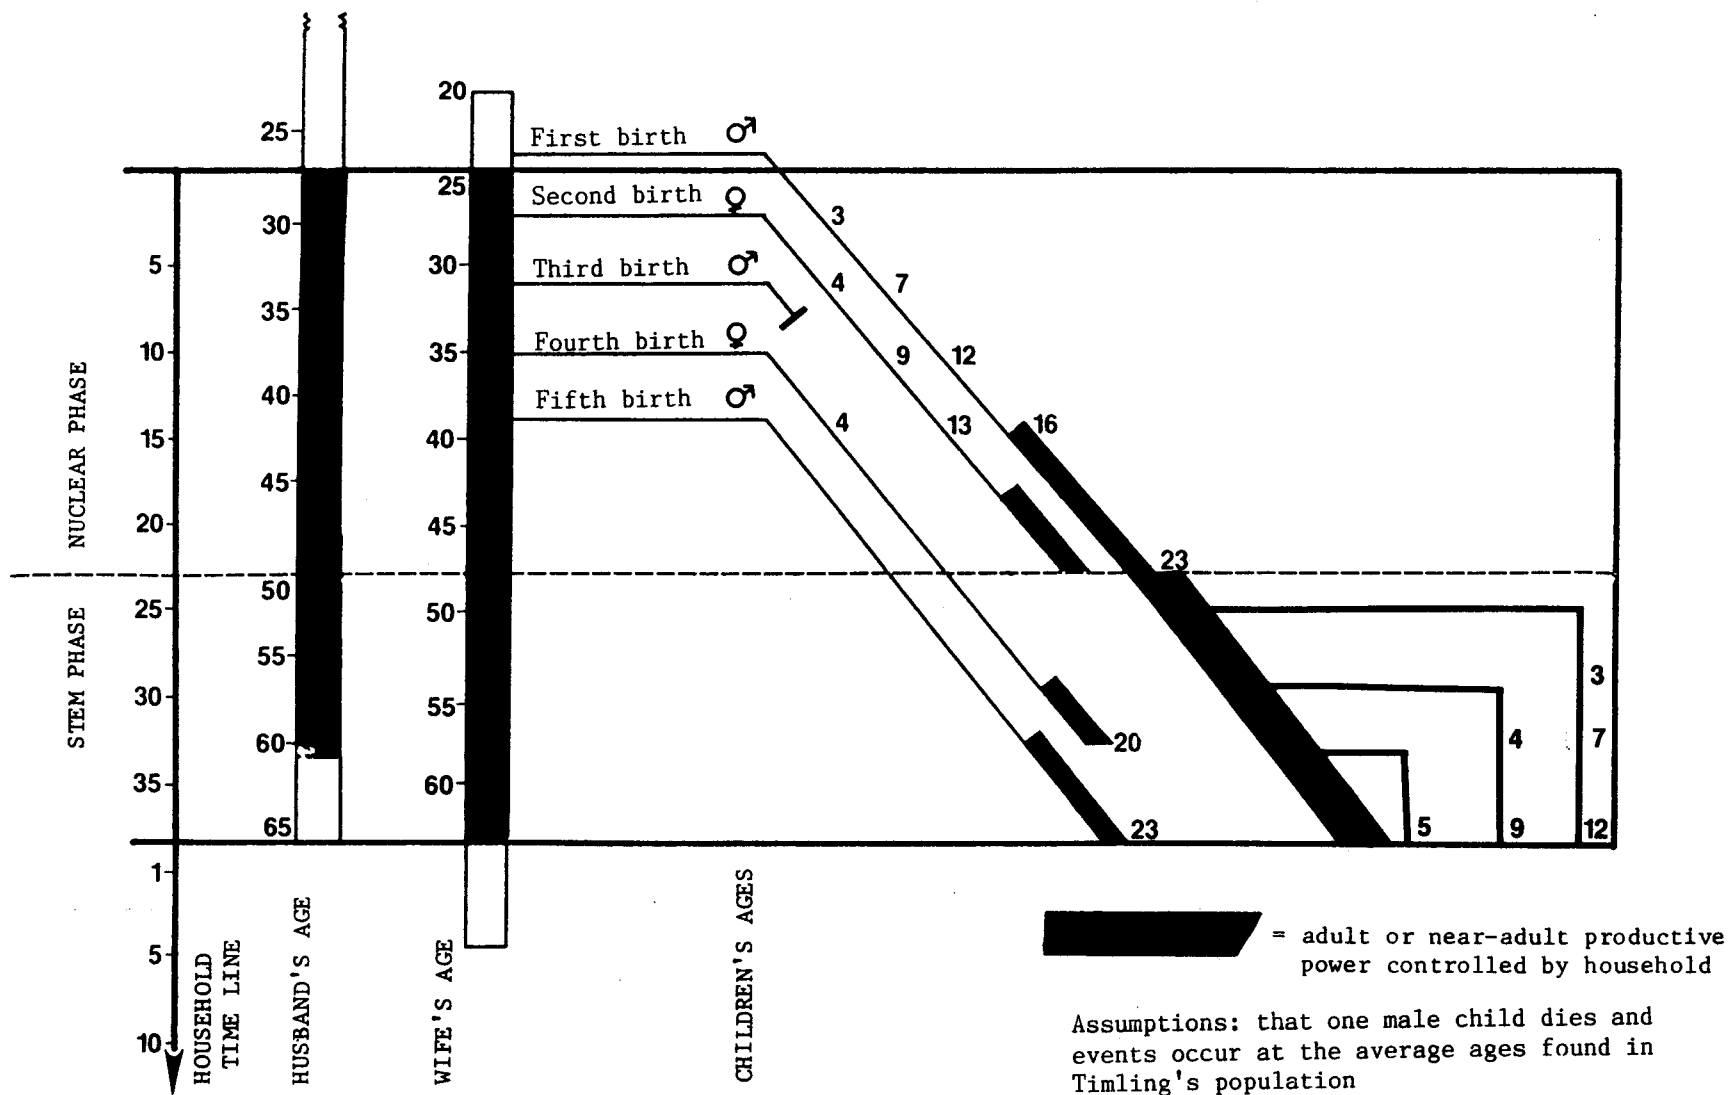 20
25
First birth ♂
25
Second birth ♀
3
30
5
30
Third birth ♂
4
7
35
10
35
Fourth birth ♀
9
12
40
Fifth birth ♂
4
13
16
15
40
45
20
45
NUCLEAR PHASE
23
50
25
50
STEM PHASE
55
3
30
55
60
20
4
7
35
60
65
23
5
9
12
1
5
10
HOUSEHOLD
TIME LINE
HUSBAND'S AGE
WIFE'S AGE
CHILDREN'S AGES
= adult or near-adult productive
power controlled by household
Assumptions: that one male child dies and
events occur at the average ages found in
Timling's population